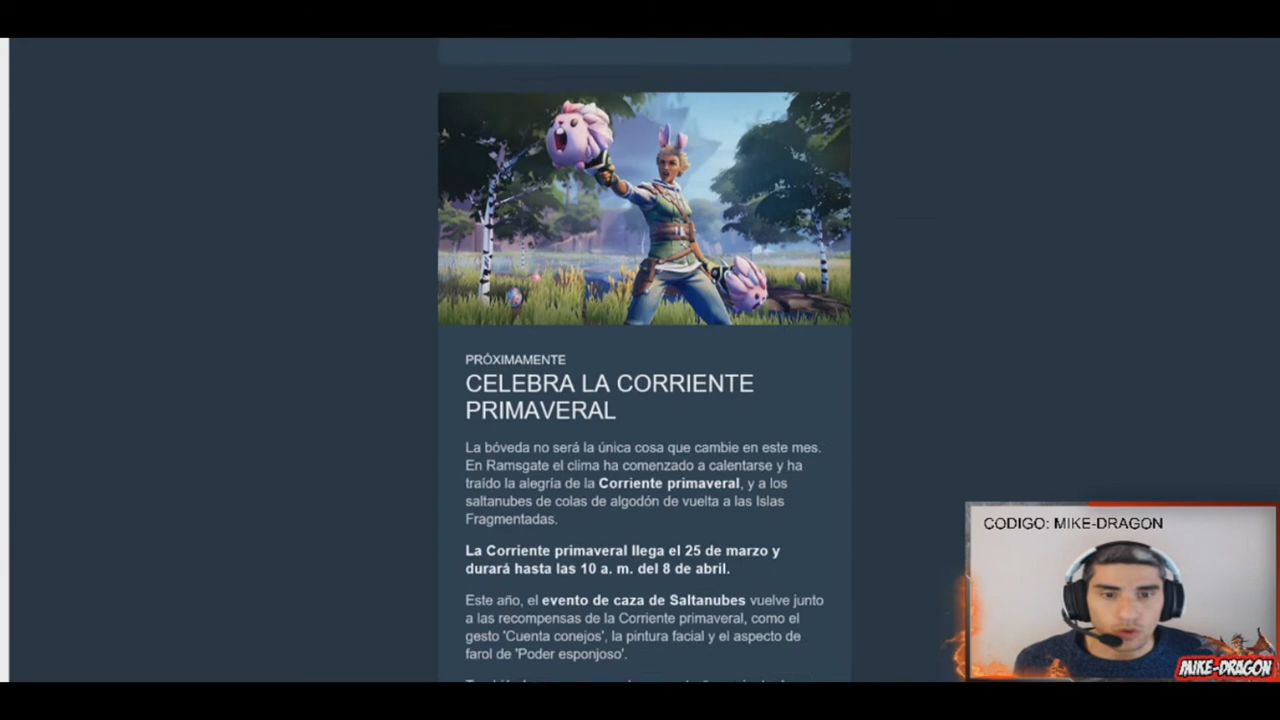 PRÓXIMAMENTE
CELEBRA LA CORRIENTE
PRIMAVERAL
La bóveda no será la única cosa que cambie en este mes.
En Ramsgate el clima ha comenzado a calentarse y ha
traído la alegría de la Corriente primaveral, y a los
saltanubes de colas de algodón de vuelta a las Islas
Fragmentadas.
La Corriente primaveral llega el 25 de marzo y
durará hasta las 10 a. m. del 8 de abril.
Este año, el evento de caza de Saltanubes vuelve junto
a las recompensas de la Corriente primaveral, como el
gesto 'Cuenta conejos', la pintura facial y el aspecto de
farol de 'Poder esponjoso'.
CODIGO: MIKE-DRAGON
MIKE-DRAGON